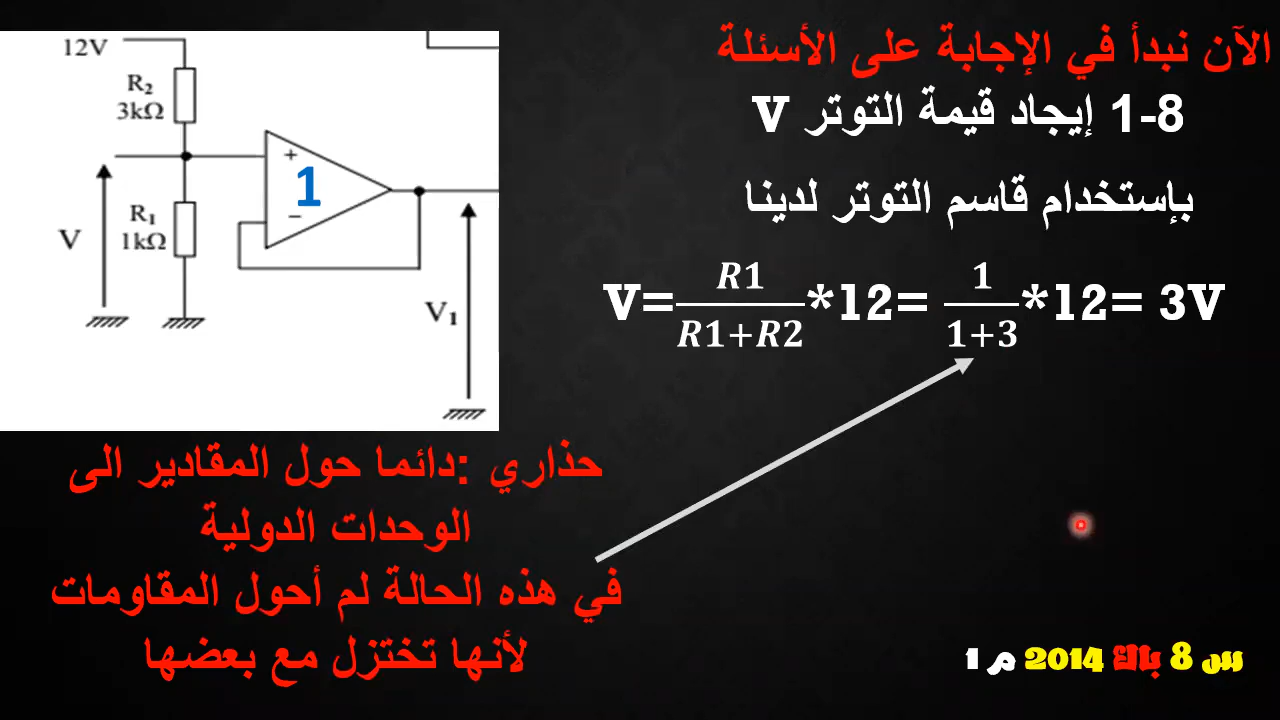 الآن نبدأ في الإجابة على الأسئلة
1-8 إيجاد قيمة التوتر V
بإستخدام قاسم التوتر لدينا
V=R1/(R1+R2)*12= 1/(1+3)*12= 3V
12V
R₂
3kΩ
R₁
1kΩ
V
+
1
−
V₁
حذاري :دائما حول المقادير الى
الوحدات الدولية
في هذه الحالة لم أحول المقاومات
لأنها تختزل مع بعضها
س 8 باك 2014 م 1